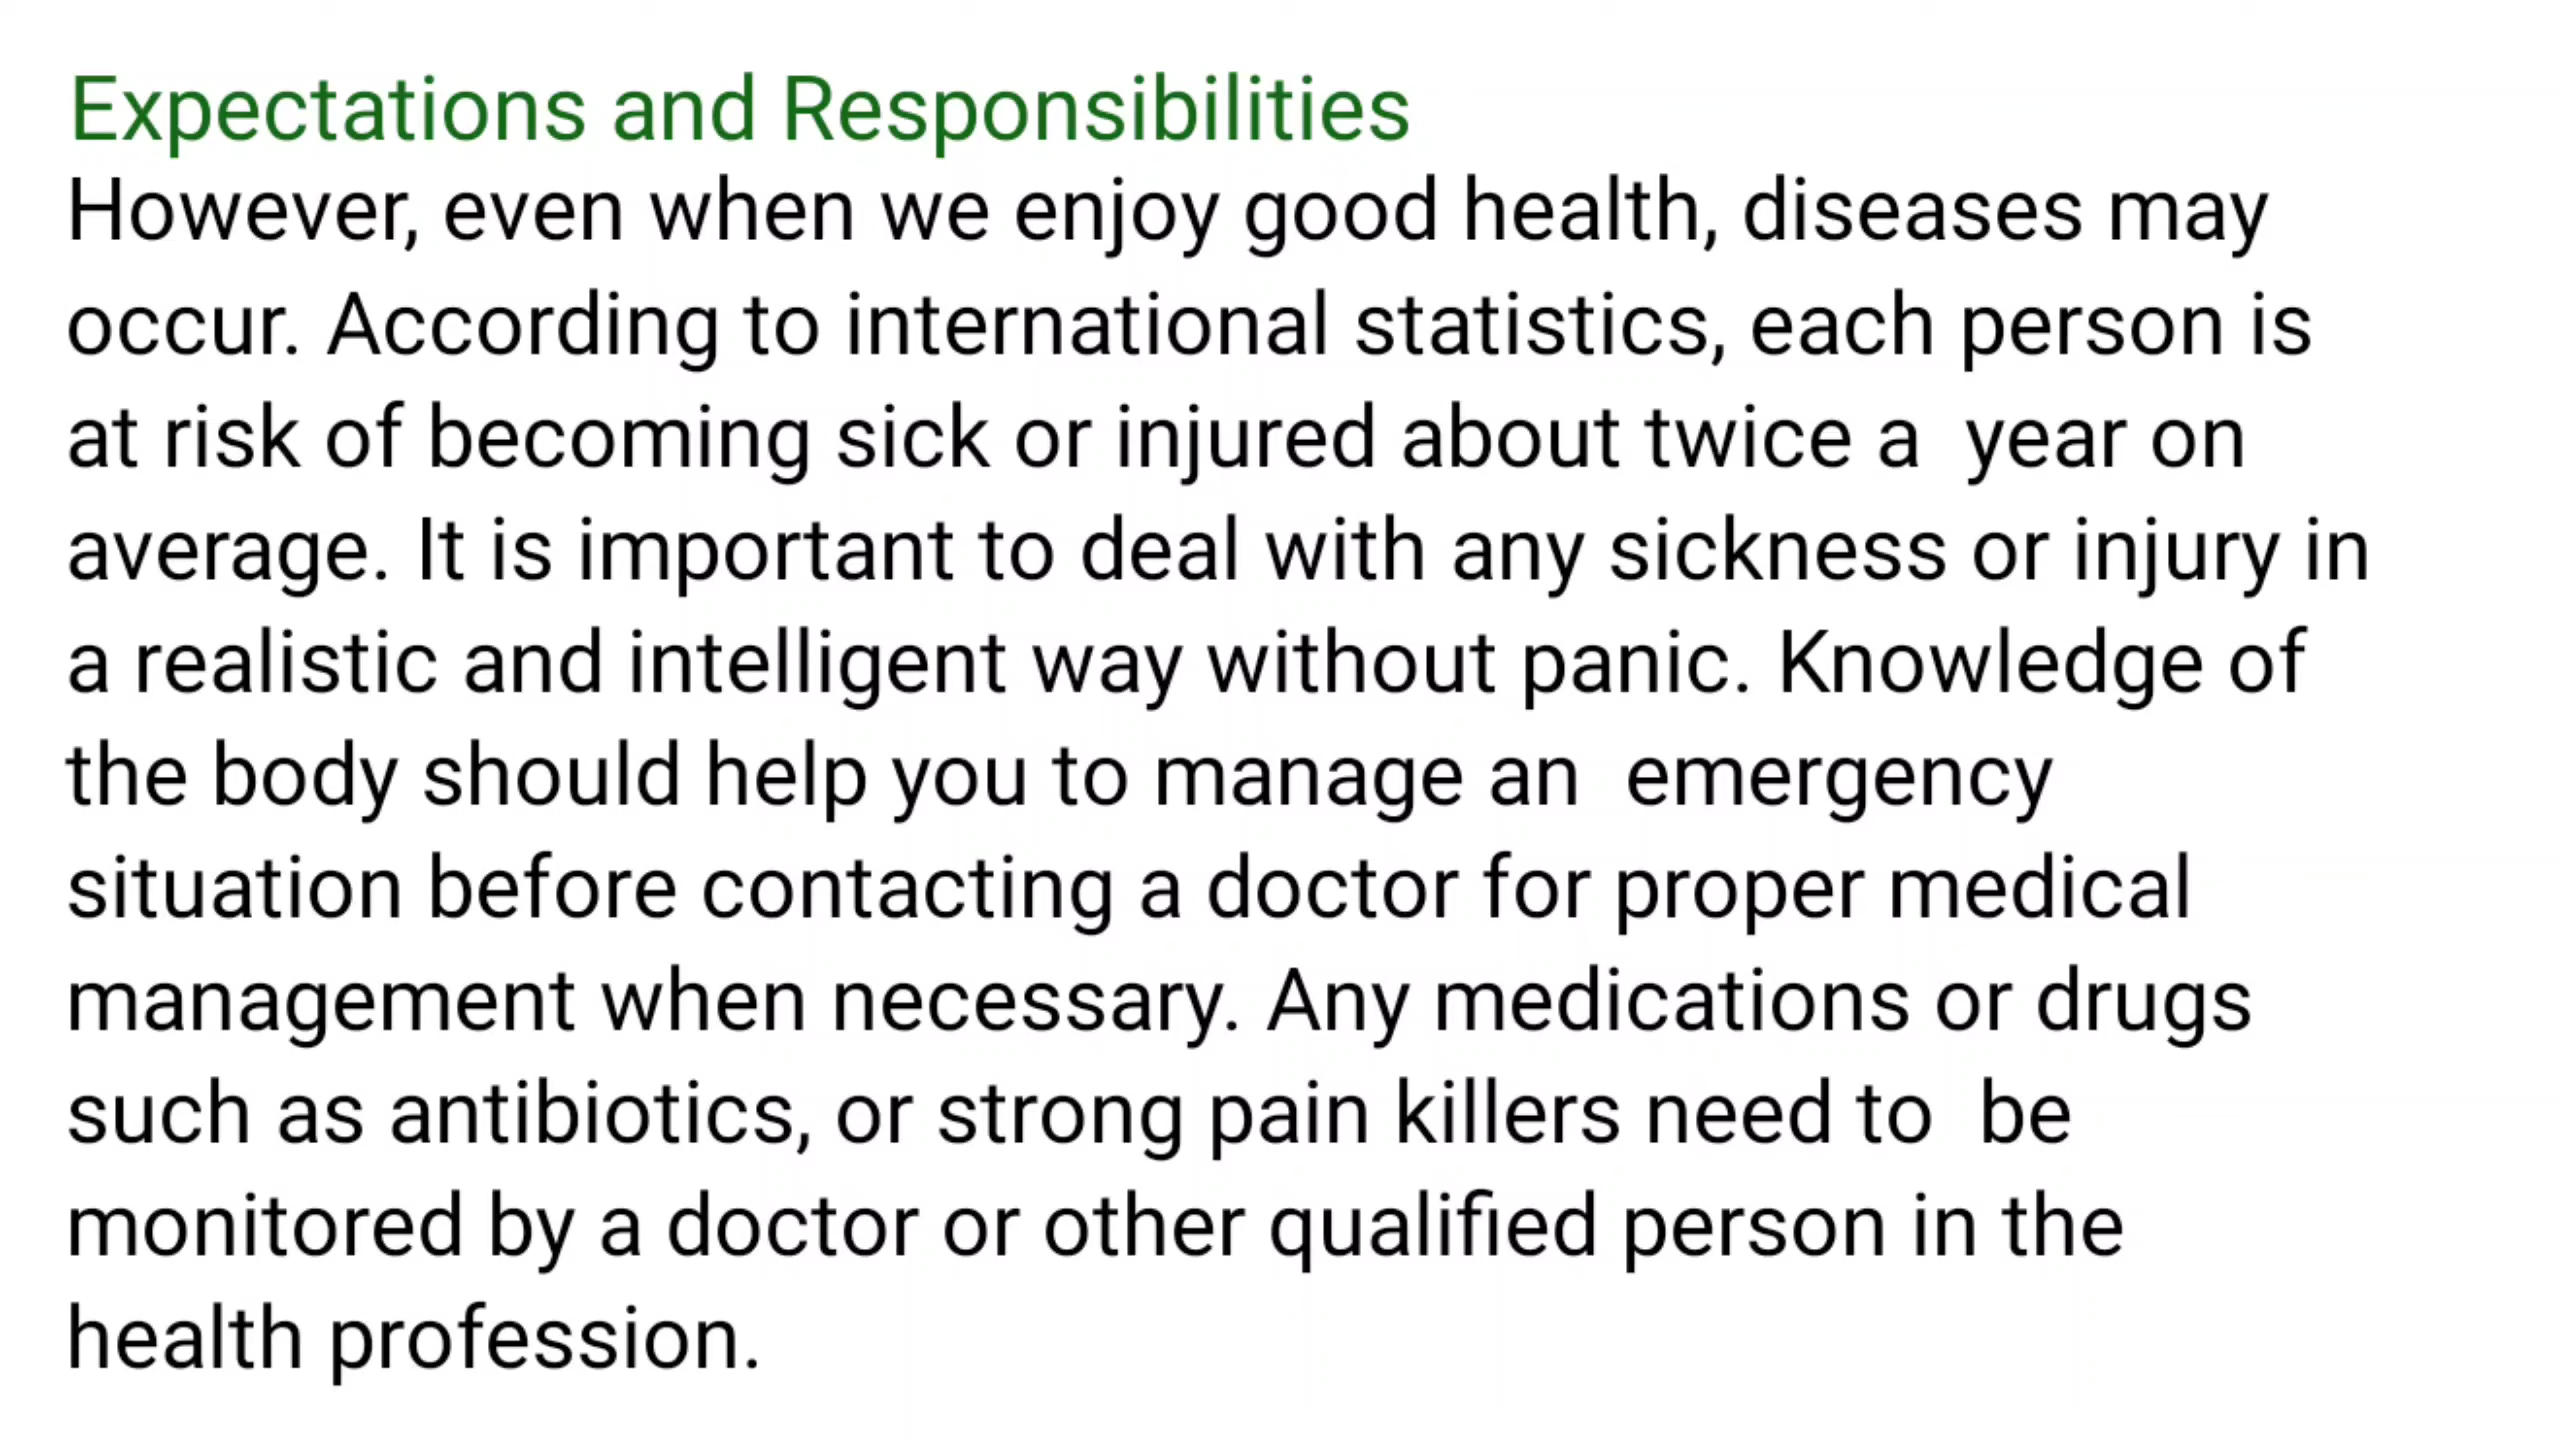 Expectations and Responsibilities
However, even when we enjoy good health, diseases may
occur. According to international statistics, each person is
at risk of becoming sick or injured about twice a  year on
average. It is important to deal with any sickness or injury in
a realistic and intelligent way without panic. Knowledge of
the body should help you to manage an  emergency
situation before contacting a doctor for proper medical
management when necessary. Any medications or drugs
such as antibiotics, or strong pain killers need to  be
monitored by a doctor or other qualified person in the
health profession.